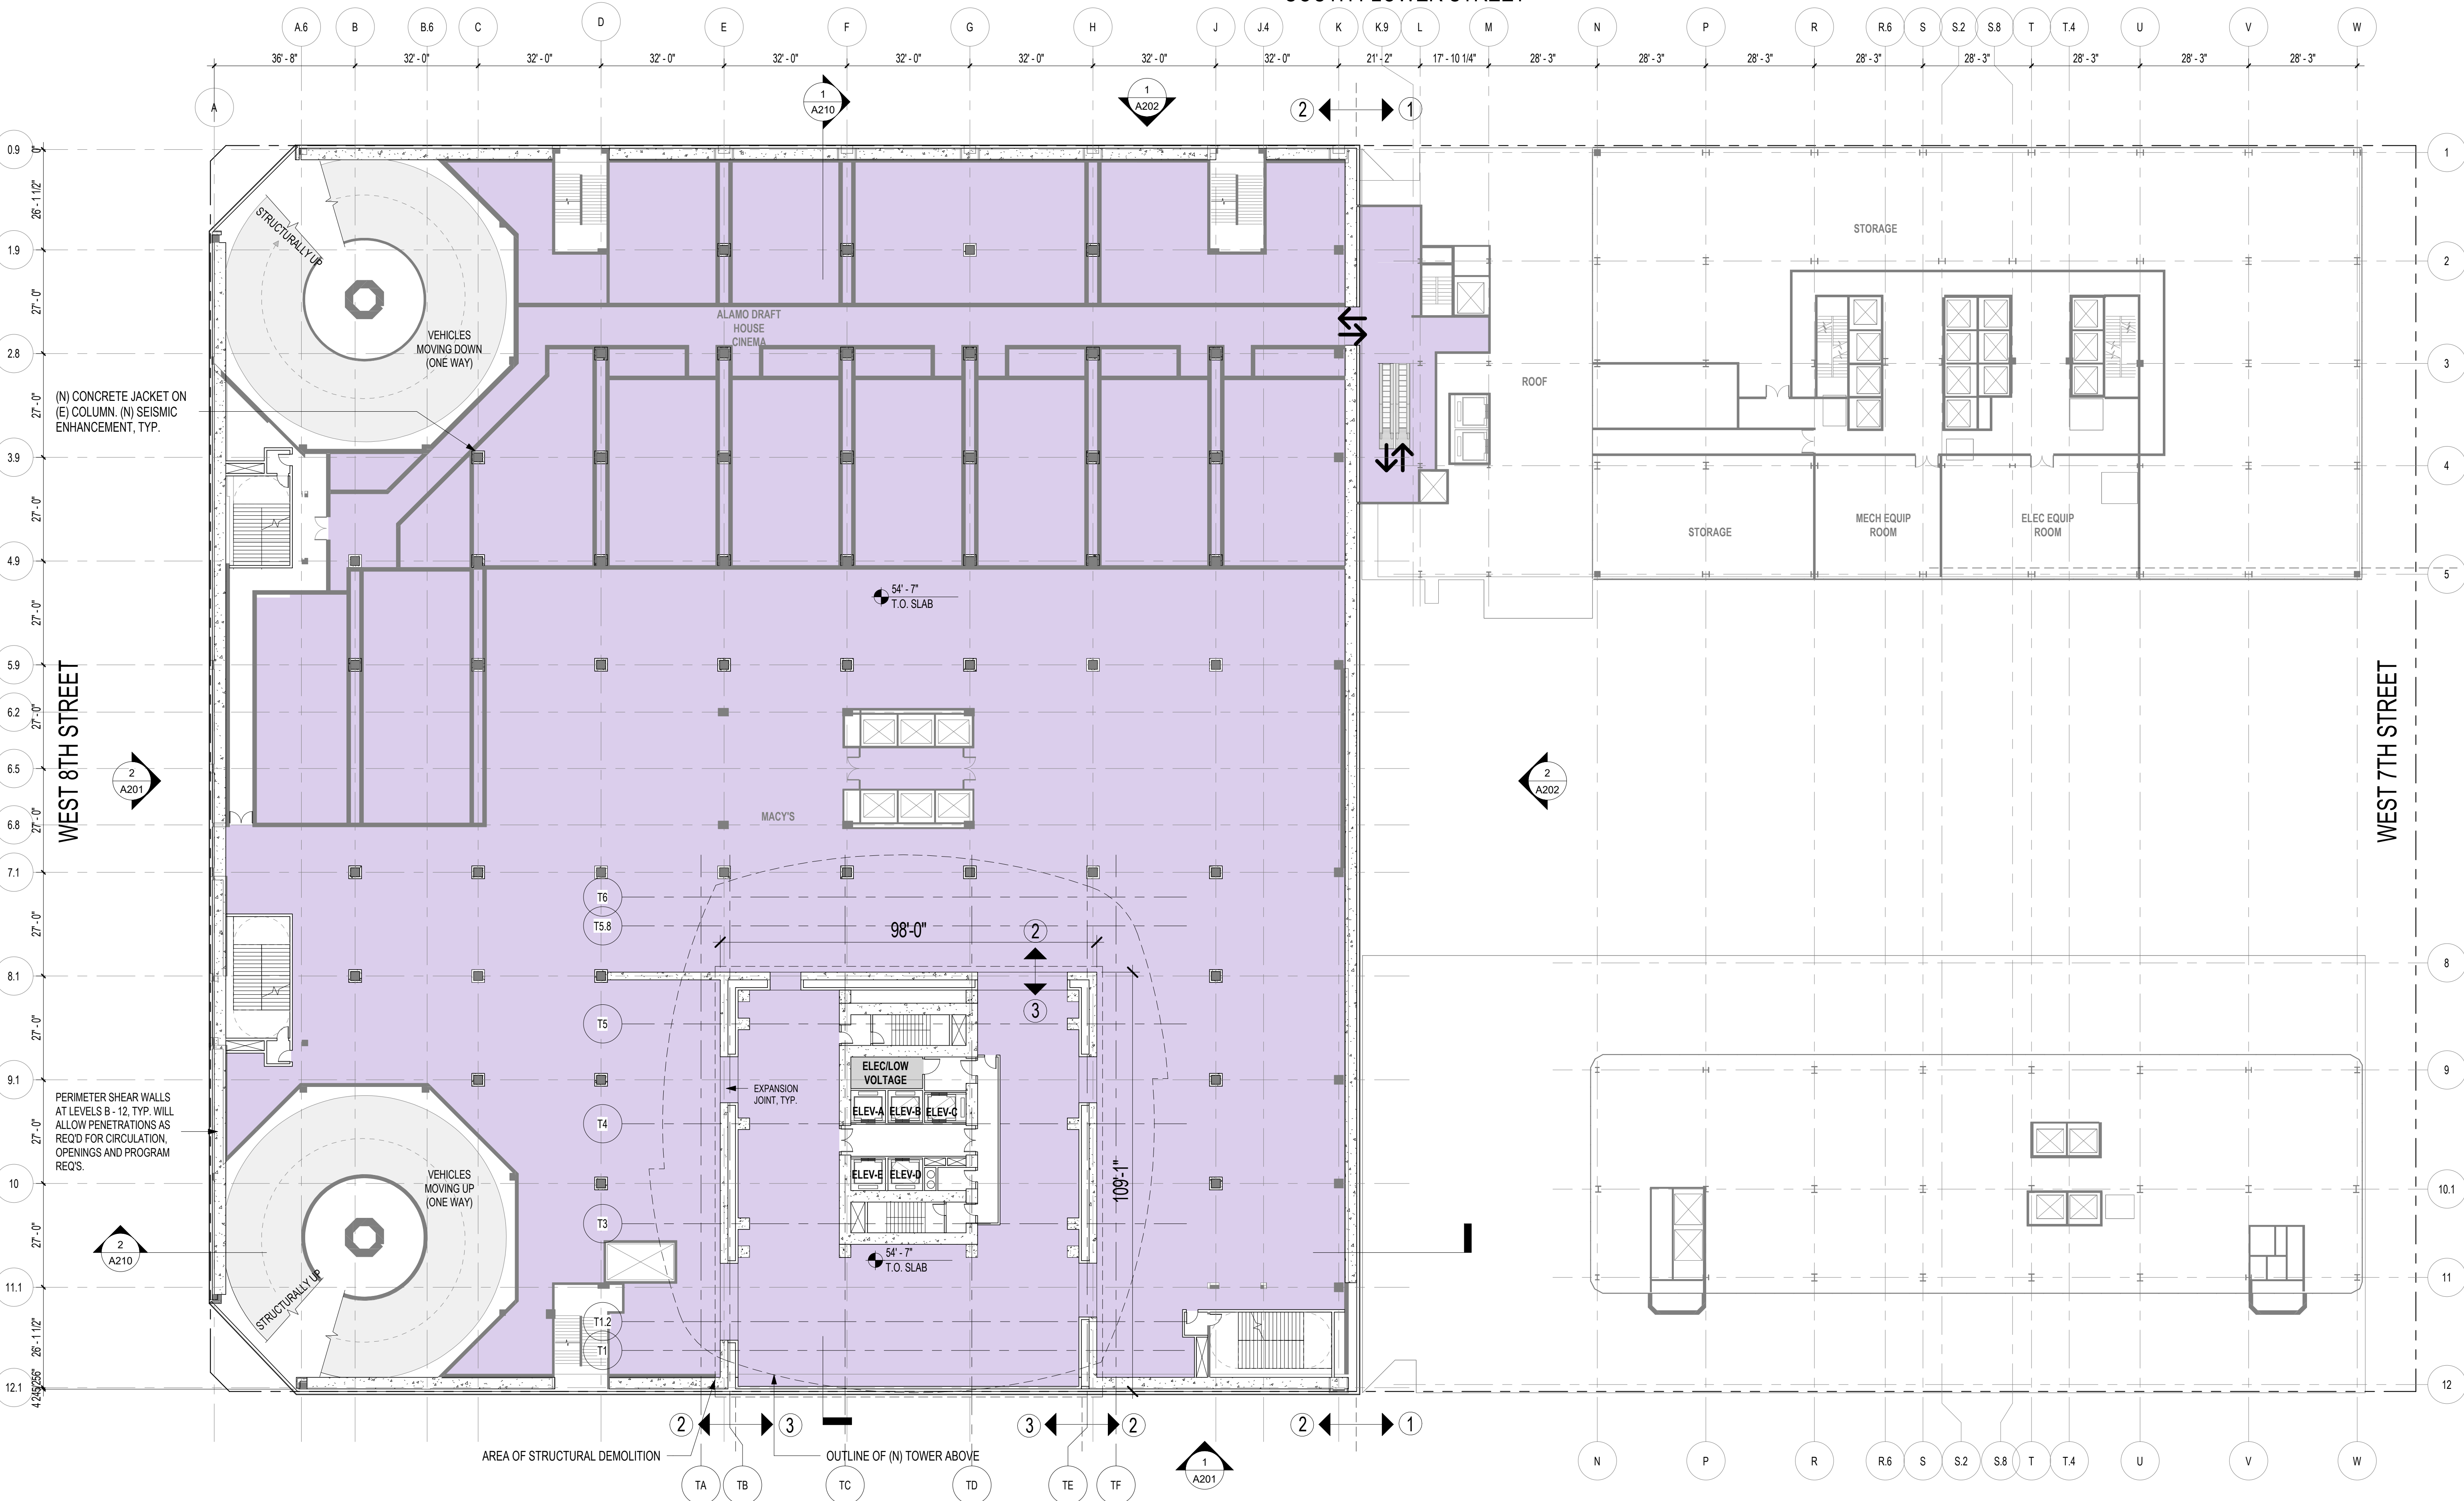 A.6 B B.6 C D E F G H J J.4 K K.9 L M N P R R.6 S S.2 S.8 T T.4 U V W
36' - 8" 32' - 0" 32' - 0" 32' - 0" 32' - 0" 32' - 0" 32' - 0" 32' - 0" 32' - 0" 21' - 2" 17' - 10 1/4" 28' - 3" 28' - 3" 28' - 3" 28' - 3" 28' - 3" 28' - 3" 28' - 3" 28' - 3"
A
1
A210
1
A202
2 1
0.9
0"
1
26' - 11 1/2"
STRUCTURALLY UP
1.9
STORAGE
2
27' - 0"
ALAMO DRAFT
HOUSE
CINEMA
VEHICLES
MOVING DOWN
(ONE WAY)
2.8
3
ROOF
27' - 0"
(N) CONCRETE JACKET ON
(E) COLUMN. (N) SEISMIC
ENHANCEMENT, TYP.
3.9
4
27' - 0"
STORAGE
MECH EQUIP
ROOM
ELEC EQUIP
ROOM
4.9
5
54' - 7"
T.O. SLAB
27' - 0"
5.9
WEST 8TH STREET
WEST 7TH STREET
6.2
27' - 0"
6.5
2
A201
2
A202
6.8
27' - 0"
MACY'S
7.1
T6
T5.8
27' - 0"
98'-0"
2
8.1
8
3
T5
27' - 0"
9.1
9
ELEC/LOW
VOLTAGE
EXPANSION
JOINT, TYP.
ELEV-A ELEV-B ELEV-C
PERIMETER SHEAR WALLS
AT LEVELS B - 12, TYP. WILL
ALLOW PENETRATIONS AS
REQ'D FOR CIRCULATION,
OPENINGS AND PROGRAM
REQ'S.
27' - 0"
T4
ELEV-E ELEV-D
109'-1"
10
10.1
VEHICLES
MOVING UP
(ONE WAY)
T3
27' - 0"
2
A210
54' - 7"
T.O. SLAB
11.1
11
STRUCTURALLY UP
T1.2
T1
26' - 11 1/2"
12.1
12
2 3 3 2 2 1
AREA OF STRUCTURAL DEMOLITION
OUTLINE OF (N) TOWER ABOVE
1
A201
TA TB TC TD TE TF
N P R R.6 S S.2 S.8 T T.4 U V W